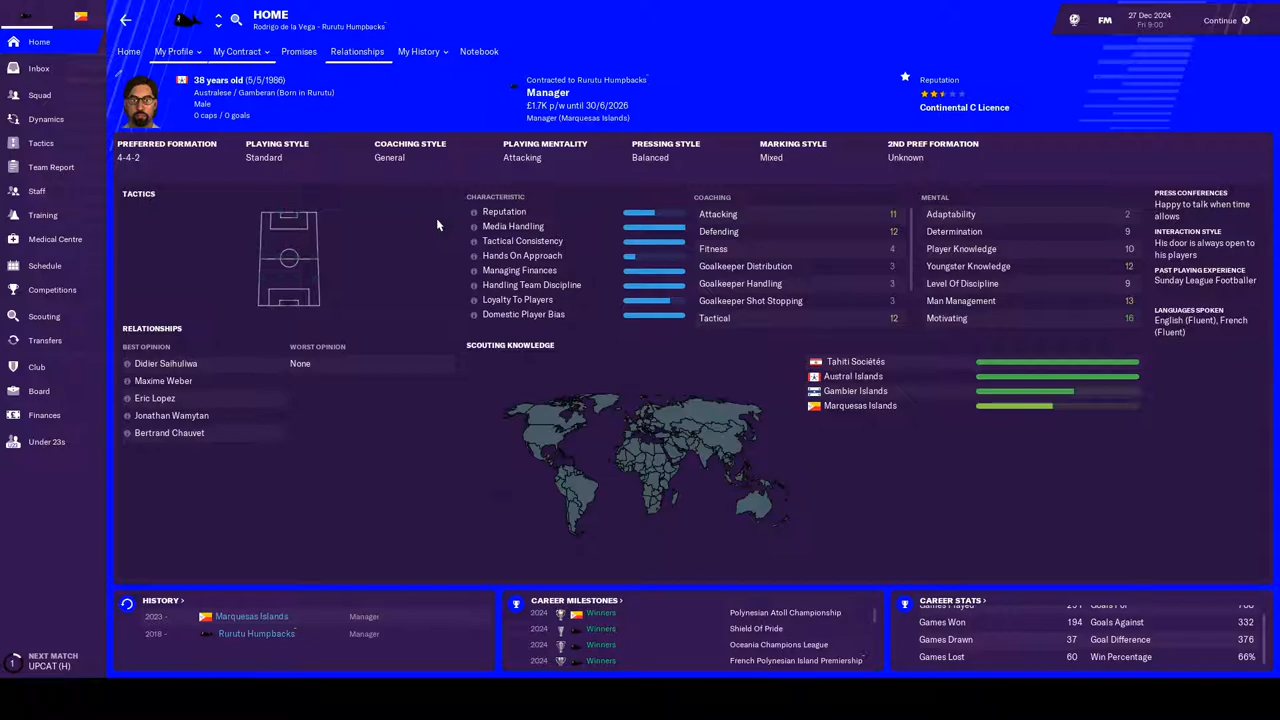 HOME
Rodrigo de la Vega - Rurutu Humpbacks
27 Dec 2024
Fri 9:00
FM
Continue
Home
Inbox
Squad
Dynamics
Tactics
Team Report
Staff
Training
Medical Centre
Schedule
Competitions
Scouting
Transfers
Club
Board
Finances
Under 23s
1
NEXT MATCH
UPCAT (H)
Home
My Profile
My Contract
Promises
Relationships
My History
Notebook
38 years old (5/5/1986)
Australese / Gamberan (Born in Rurutu)
Male
0 caps / 0 goals
Contracted to Rurutu Humpbacks
Manager
£1.7K p/w until 30/6/2026
Manager (Marquesas Islands)
Reputation
Continental C Licence
PREFERRED FORMATION
4-4-2
PLAYING STYLE
Standard
COACHING STYLE
General
PLAYING MENTALITY
Attacking
PRESSING STYLE
Balanced
MARKING STYLE
Mixed
2ND PREF FORMATION
Unknown
TACTICS
RELATIONSHIPS
BEST OPINION
Didier Saihuliwa
Maxime Weber
Eric Lopez
Jonathan Wamytan
Bertrand Chauvet
WORST OPINION
None
CHARACTERISTIC
Reputation
Media Handling
Tactical Consistency
Hands On Approach
Managing Finances
Handling Team Discipline
Loyalty To Players
Domestic Player Bias
COACHING
Attacking 11
Defending 12
Fitness 4
Goalkeeper Distribution 3
Goalkeeper Handling 3
Goalkeeper Shot Stopping 3
Tactical 12
MENTAL
Adaptability 2
Determination 9
Player Knowledge 10
Youngster Knowledge 12
Level Of Discipline 9
Man Management 13
Motivating 16
PRESS CONFERENCES
Happy to talk when time
allows
INTERACTION STYLE
His door is always open to
his players
PAST PLAYING EXPERIENCE
Sunday League Footballer
LANGUAGES SPOKEN
English (Fluent), French
(Fluent)
SCOUTING KNOWLEDGE
Tahiti Sociétés
Austral Islands
Gambier Islands
Marquesas Islands
HISTORY >
2023 - Marquesas Islands Manager
2018 - Rurutu Humpbacks Manager
CAREER MILESTONES >
2024 Winners Polynesian Atoll Championship
2024 Winners Shield Of Pride
2024 Winners Oceania Champions League
2024 Winners French Polynesian Island Premiership
CAREER STATS >
Games Won 194 Goals Against 332
Games Drawn 37 Goal Difference 376
Games Lost 60 Win Percentage 66%